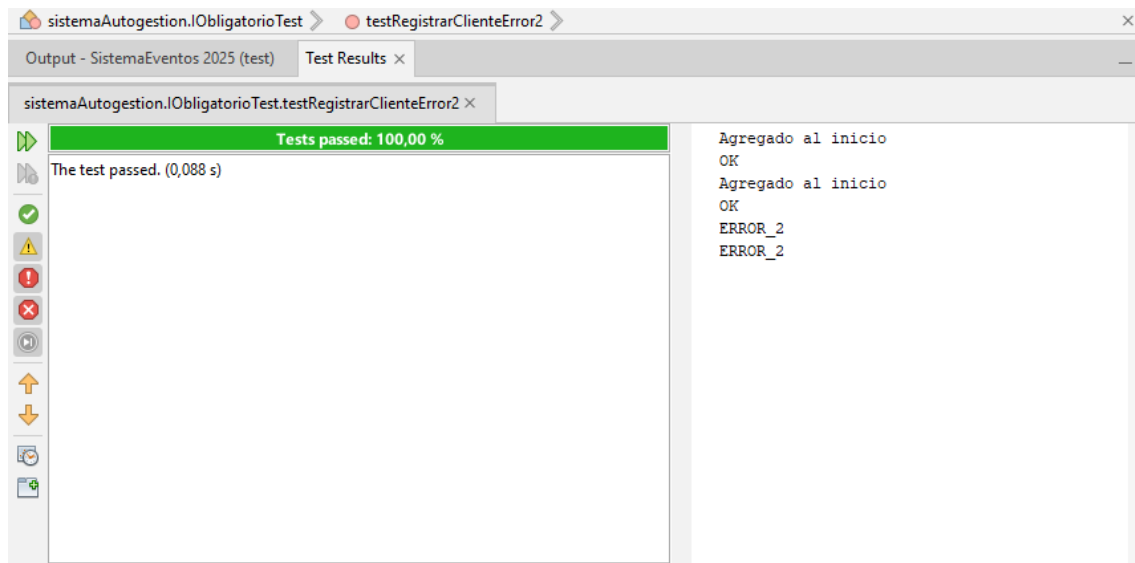 sistemaAutogestion.IObligatorioTest testRegistrarClienteError2
Output - SistemaEventos 2025 (test) Test Results
sistemaAutogestion.IObligatorioTest.testRegistrarClienteError2
Tests passed: 100,00 %
The test passed. (0,088 s)
Agregado al inicio
OK
Agregado al inicio
OK
ERROR_2
ERROR_2